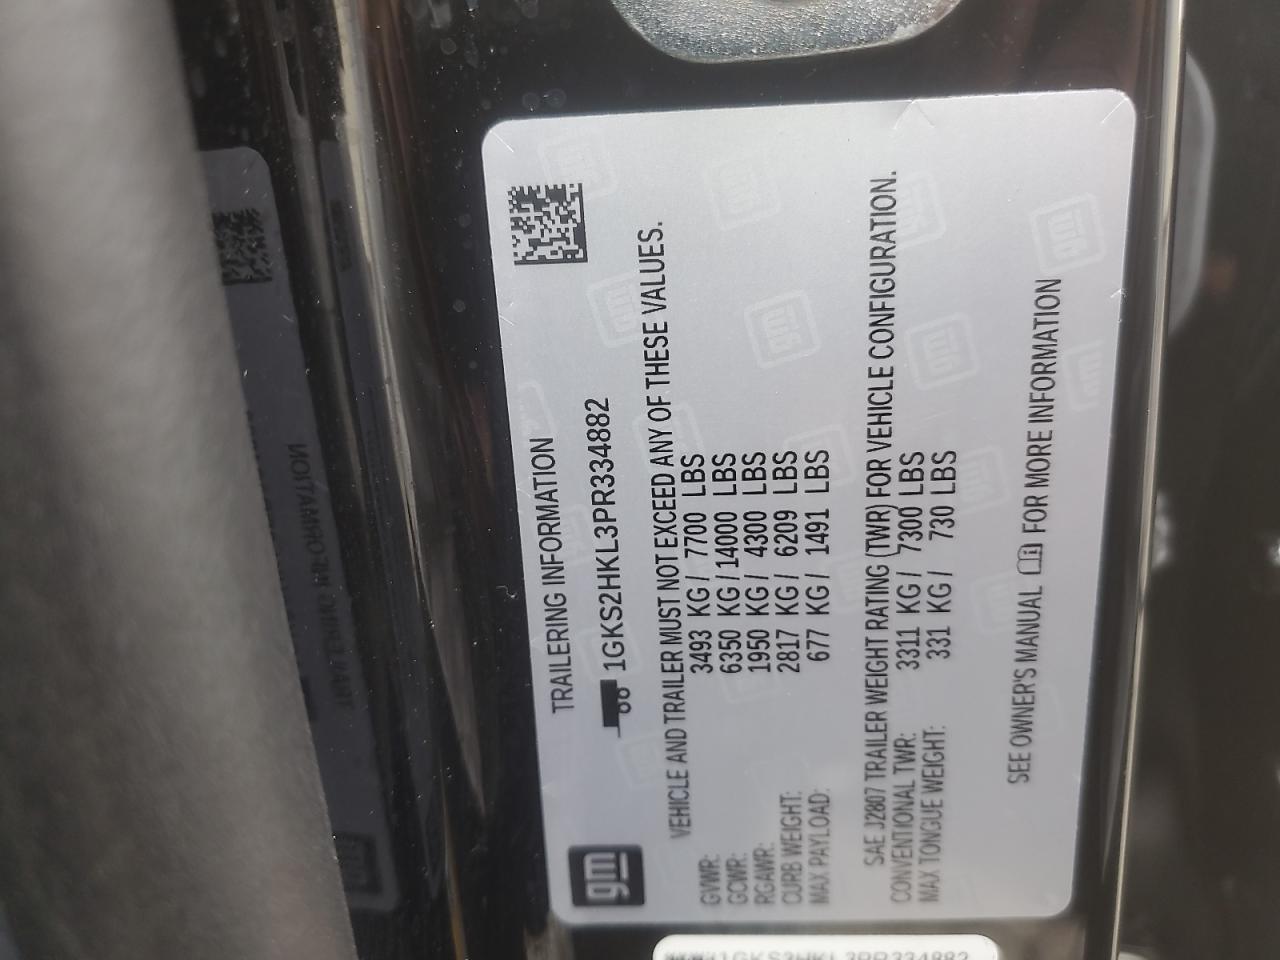 gm
TRAILERING INFORMATION
1GKS2HKL3PR334882
VEHICLE AND TRAILER MUST NOT EXCEED ANY OF THESE VALUES.
GVWR: 3493 KG / 7700 LBS
GCWR: 6350 KG / 14000 LBS
RGAWR: 1950 KG / 4300 LBS
CURB WEIGHT: 2817 KG / 6209 LBS
MAX PAYLOAD: 677 KG / 1491 LBS
SAE J2807 TRAILER WEIGHT RATING (TWR) FOR VEHICLE CONFIGURATION.
CONVENTIONAL TWR: 3311 KG / 7300 LBS
MAX TONGUE WEIGHT: 331 KG / 730 LBS
SEE OWNER'S MANUAL FOR MORE INFORMATION
1GKS2HKL3PR334882